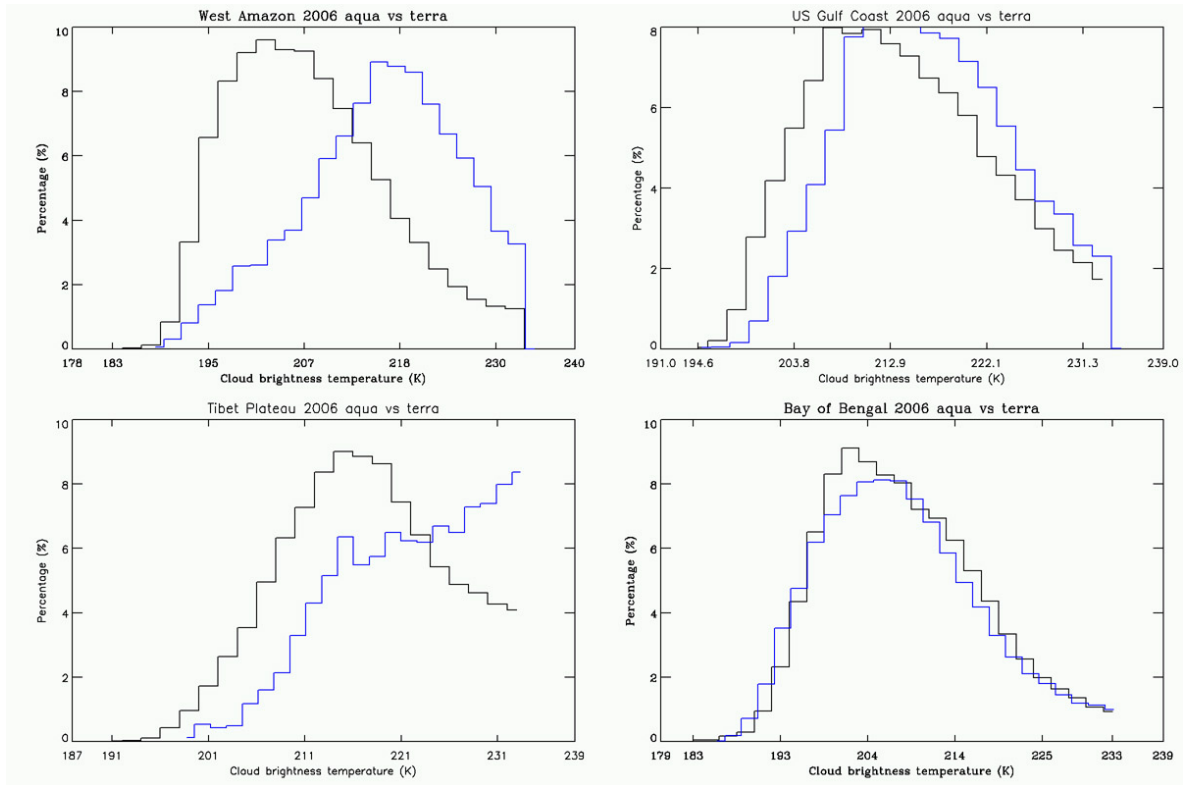 West Amazon 2006 aqua vs terra
10
8
6
4
2
0
Percentage (%)
178 183 195 207 218 230 240
Cloud brightness temperature (K)
US Gulf Coast 2006 aqua vs terra
8
6
4
2
Percentage (%)
191.0 194.6 203.8 212.9 222.1 231.3 239.0
Cloud brightness temperature (K)
Tibet Plateau 2006 aqua vs terra
10
8
6
4
2
0
Percentage (%)
187 191 201 211 221 231 239
Cloud brightness temperature (K)
Bay of Bengal 2006 aqua vs terra
10
8
6
4
2
0
Percentage (%)
179 183 193 204 214 225 233 239
Cloud brightness temperature (K)